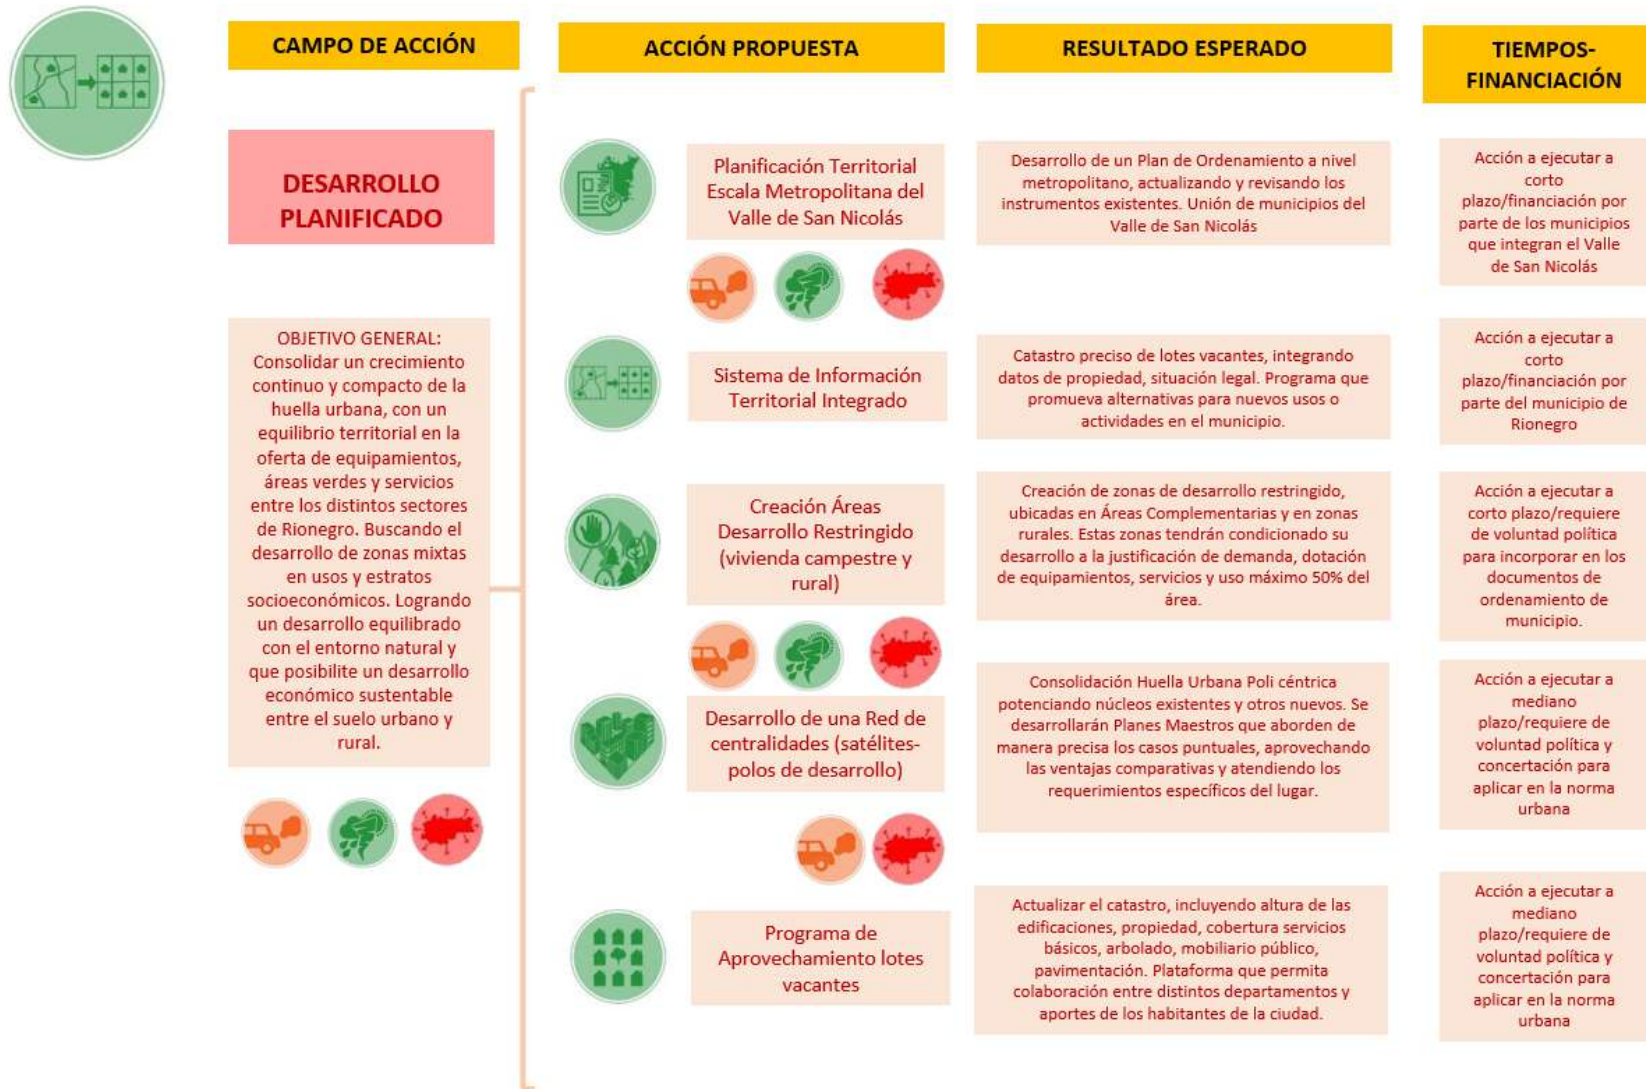 CAMPO DE ACCIÓN
ACCIÓN PROPUESTA
RESULTADO ESPERADO
TIEMPOS-
FINANCIACIÓN
DESARROLLO
PLANIFICADO
OBJETIVO GENERAL:
Consolidar un crecimiento
continuo y compacto de la
huella urbana, con un
equilibrio territorial en la
oferta de equipamientos,
áreas verdes y servicios
entre los distintos sectores
de Rionegro. Buscando el
desarrollo de zonas mixtas
en usos y estratos
socioeconómicos. Logrando
un desarrollo equilibrado
con el entorno natural y
que posibilite un desarrollo
económico sustentable
entre el suelo urbano y
rural.
Planificación Territorial
Escala Metropolitana del
Valle de San Nicolás
Desarrollo de un Plan de Ordenamiento a nivel
metropolitano, actualizando y revisando los
instrumentos existentes. Unión de municipios del
Valle de San Nicolás
Acción a ejecutar a
corto
plazo/financiación por
parte de los municipios
que integran el Valle
de San Nicolás
Sistema de Información
Territorial Integrado
Catastro preciso de lotes vacantes, integrando
datos de propiedad, situación legal. Programa que
promueva alternativas para nuevos usos o
actividades en el municipio.
Acción a ejecutar a
corto
plazo/financiación por
parte del municipio de
Rionegro
Creación Áreas
Desarrollo Restringido
(vivienda campestre y
rural)
Creación de zonas de desarrollo restringido,
ubicadas en Áreas Complementarias y en zonas
rurales. Estas zonas tendrán condicionado su
desarrollo a la justificación de demanda, dotación
de equipamientos, servicios y uso máximo 50% del
área.
Acción a ejecutar a
corto plazo/requiere
de voluntad política
para incorporar en los
documentos de
ordenamiento de
municipio.
Desarrollo de una Red de
centralidades (satélites-
polos de desarrollo)
Consolidación Huella Urbana Poli céntrica
potenciando núcleos existentes y otros nuevos. Se
desarrollarán Planes Maestros que aborden de
manera precisa los casos puntuales, aprovechando
las ventajas comparativas y atendiendo los
requerimientos específicos del lugar.
Acción a ejecutar a
mediano
plazo/requiere de
voluntad política y
concertación para
aplicar en la norma
urbana
Programa de
Aprovechamiento lotes
vacantes
Actualizar el catastro, incluyendo altura de las
edificaciones, propiedad, cobertura servicios
básicos, arbolado, mobiliario público,
pavimentación. Plataforma que permita
colaboración entre distintos departamentos y
aportes de los habitantes de la ciudad.
Acción a ejecutar a
mediano
plazo/requiere de
voluntad política y
concertación para
aplicar en la norma
urbana